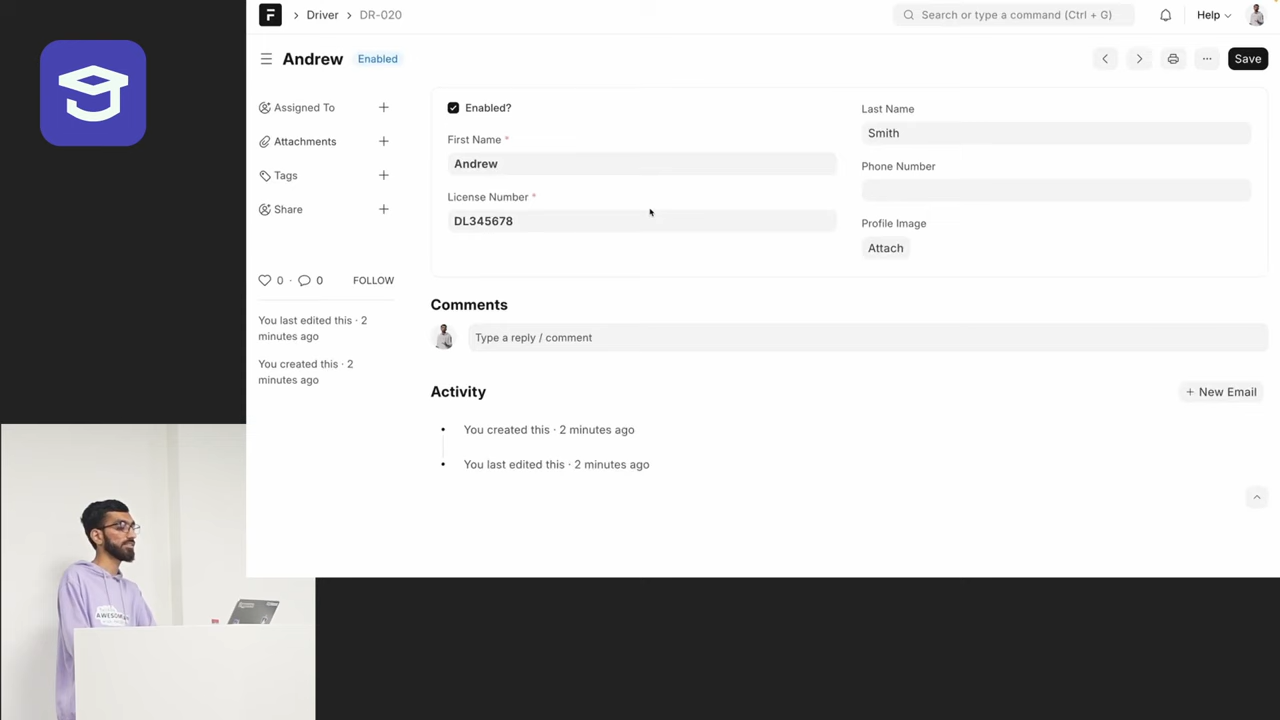 F > Driver > DR-020
Search or type a command (Ctrl + G)
Help
Andrew Enabled
Save
Assigned To
Attachments
Tags
Share
0 · 0 FOLLOW
You last edited this · 2
minutes ago
You created this · 2
minutes ago
Enabled?
First Name *
Andrew
License Number *
DL345678
Last Name
Smith
Phone Number
Profile Image
Attach
Comments
Type a reply / comment
Activity
+ New Email
You created this · 2 minutes ago
You last edited this · 2 minutes ago
AWESOME